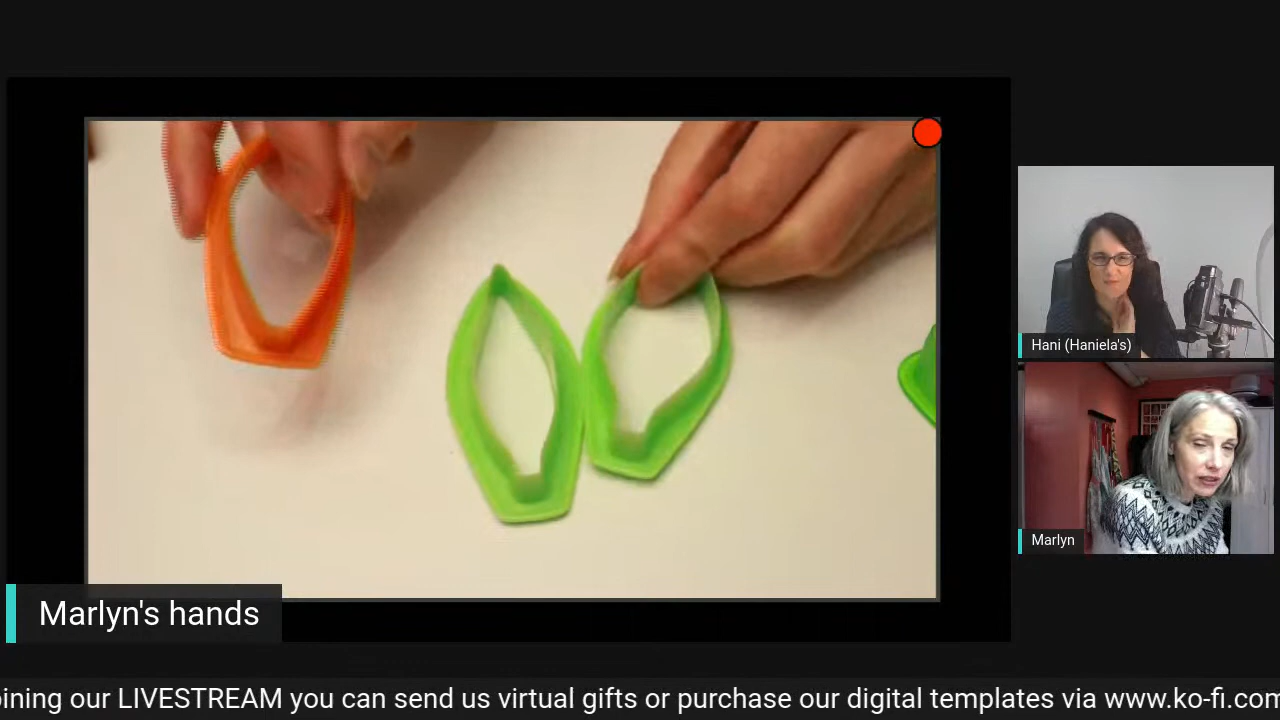 Hani (Haniela's)
Marlyn
Marlyn's hands
ining our LIVESTREAM you can send us virtual gifts or purchase our digital templates via www.ko-fi.com